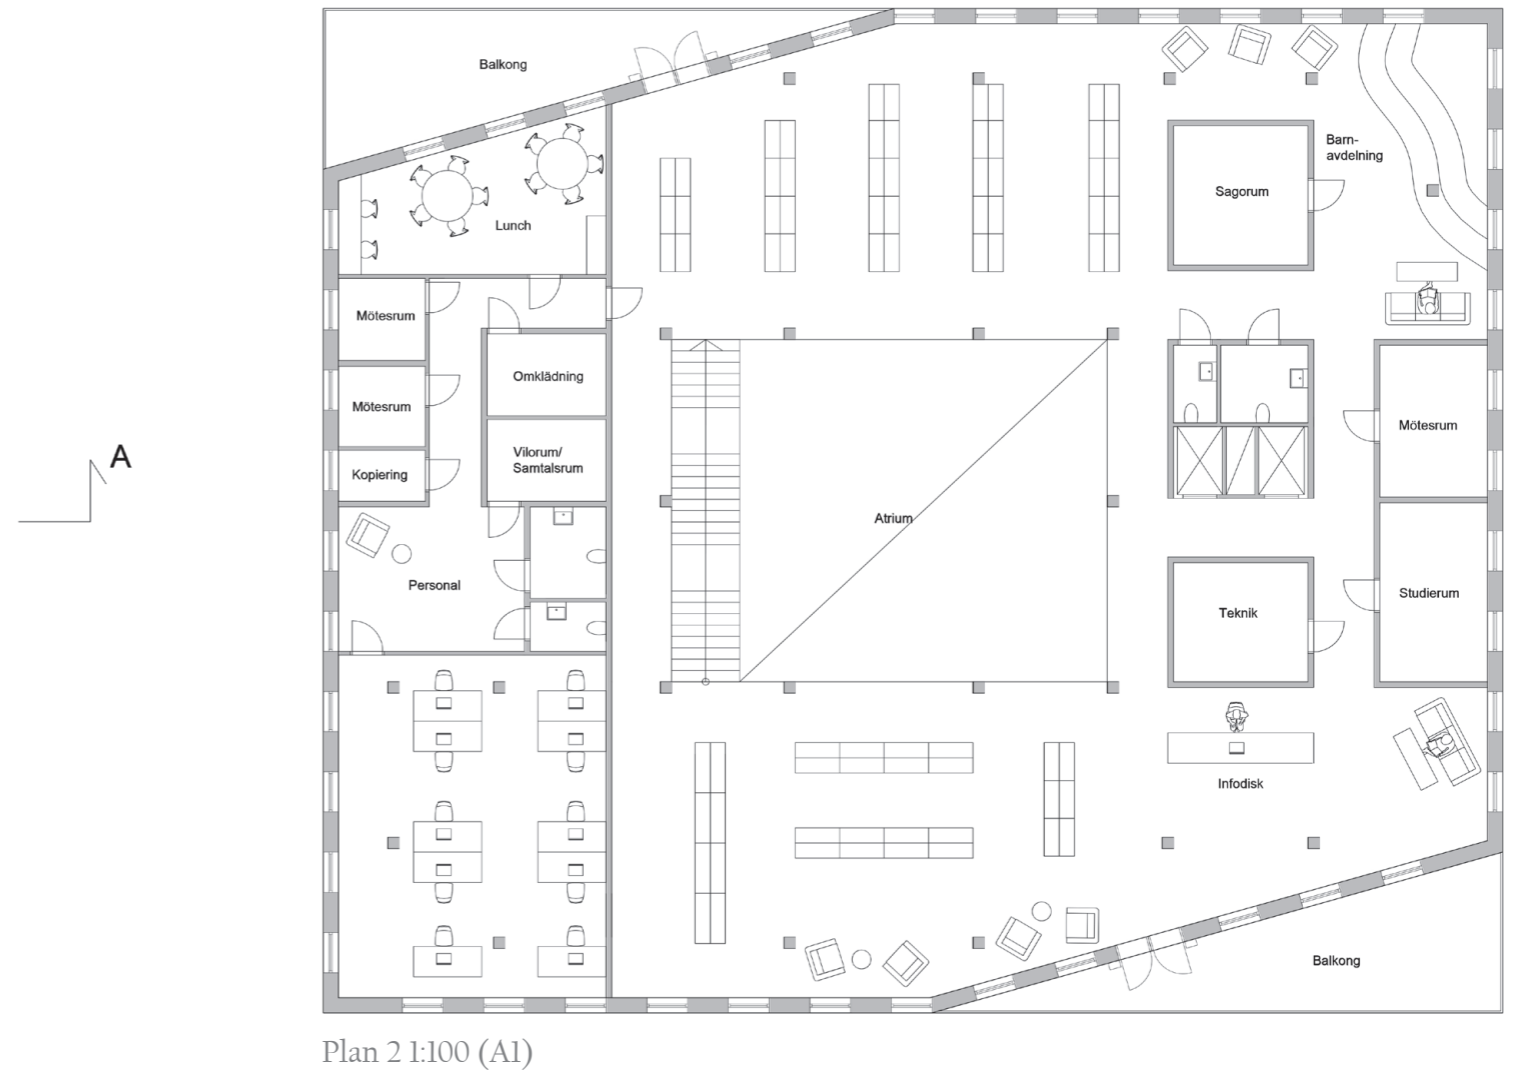 Balkong
Barn-
avdelning
Sagorum
Lunch
Mötesrum
Omklädning
Mötesrum
Mötesrum
A
Vilorum/
Samtalsrum
Kopiering
Atrium
Personal
Studierum
Teknik
Infodisk
Balkong
Plan 2 1:100 (A1)